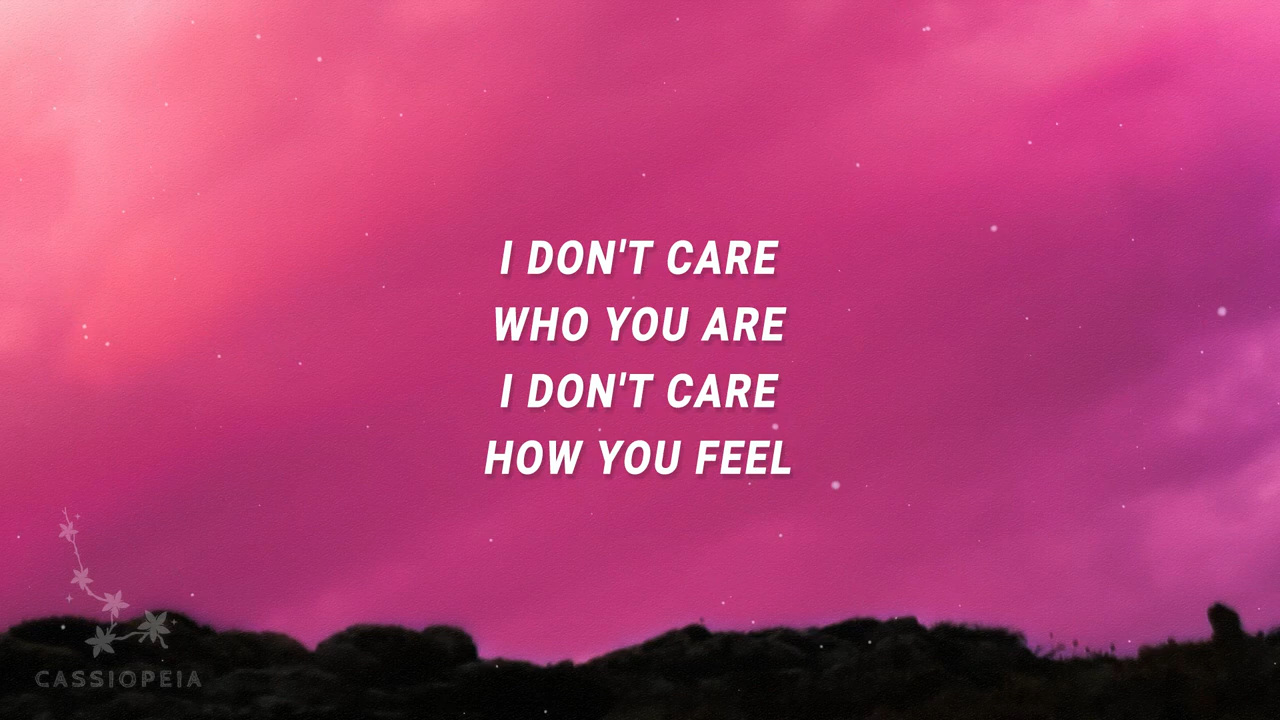 I DON'T CARE
WHO YOU ARE
I DON'T CARE
HOW YOU FEEL
CASSIOPEIA